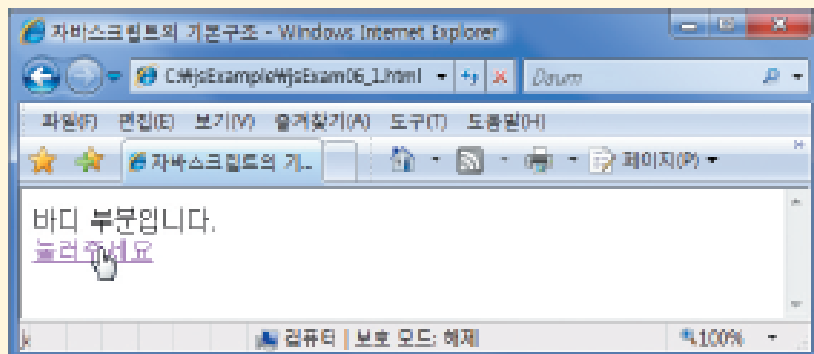 자바스크립트의 기본구조 - Windows Internet Explorer
C:₩jsExample₩jsExam06_1.html Daum
파일(F) 편집(E) 보기(V) 즐겨찾기(A) 도구(T) 도움말(H)
자바스크립트의 기... 페이지(P)
바디 부분입니다.
눌러주세요
컴퓨터 | 보호 모드: 해제 100%